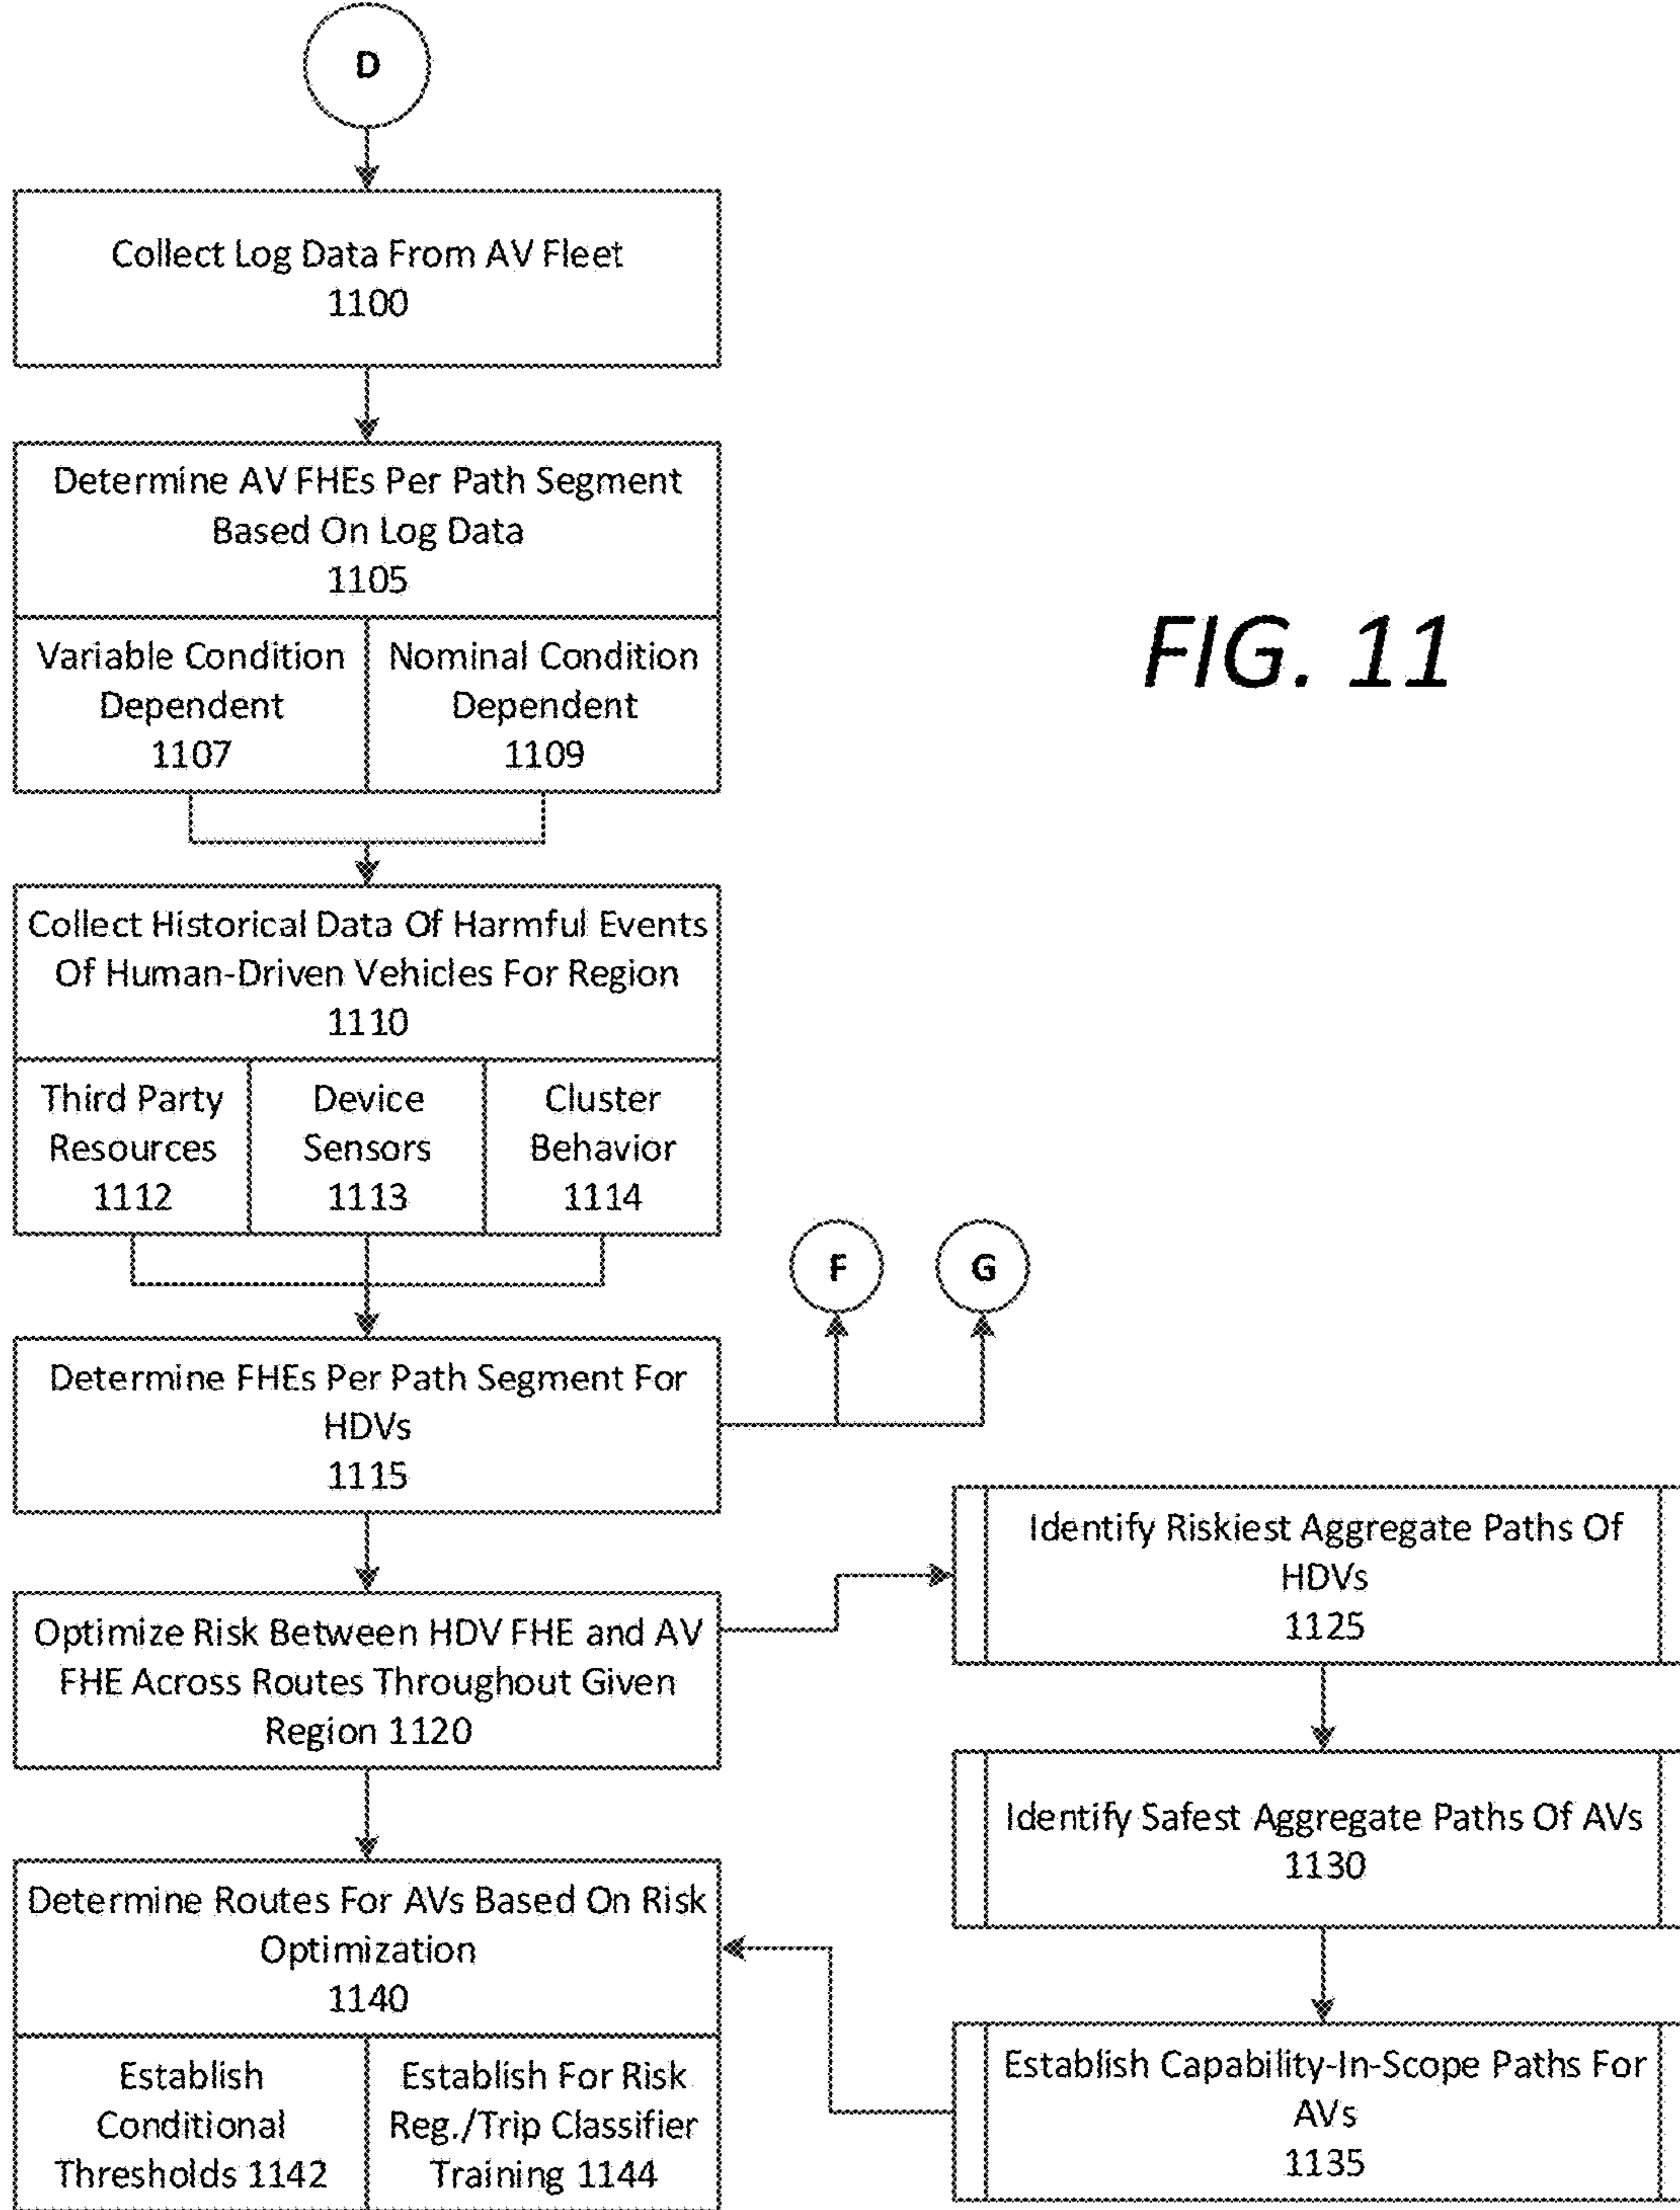 D
Collect Log Data From AV Fleet
1100
Determine AV FHEs Per Path Segment
Based On Log Data
1105
Variable Condition
Dependent
1107
Nominal Condition
Dependent
1109
FIG. 11
Collect Historical Data Of Harmful Events
Of Human-Driven Vehicles For Region
1110
Third Party
Resources
1112
Device
Sensors
1113
Cluster
Behavior
1114
F
G
Determine FHEs Per Path Segment For
HDVs
1115
Optimize Risk Between HDV FHE and AV
FHE Across Routes Throughout Given
Region 1120
Identify Riskiest Aggregate Paths Of
HDVs
1125
Identify Safest Aggregate Paths Of AVs
1130
Establish Capability-In-Scope Paths For
AVs
1135
Determine Routes For AVs Based On Risk
Optimization
1140
Establish
Conditional
Thresholds 1142
Establish For Risk
Reg./Trip Classifier
Training 1144